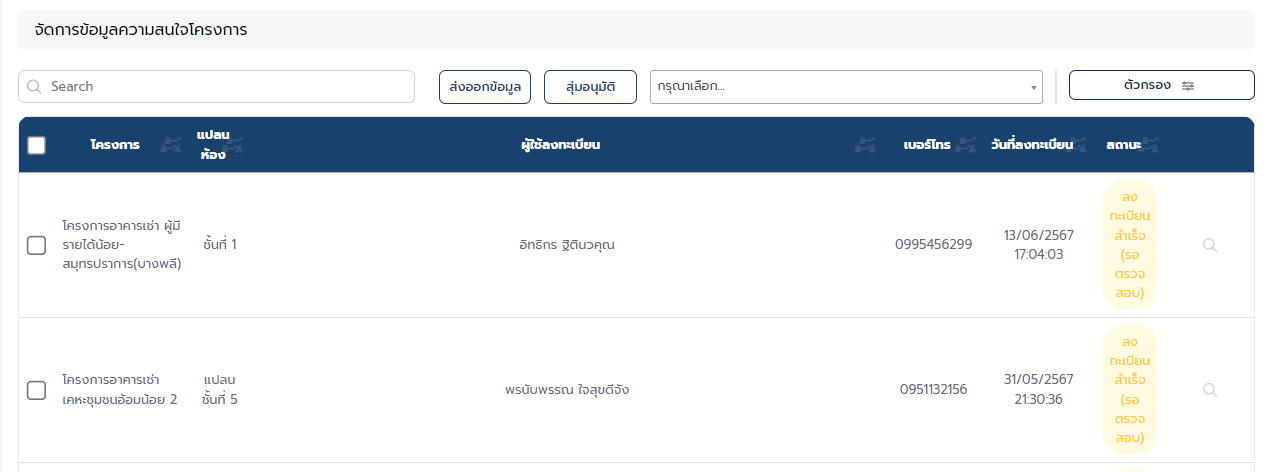 จัดการข้อมูลความสนใจโครงการ
Search
ส่งออกข้อมูล
สุ่มอนุมัติ
กรุณาเลือก...
ตัวกรอง
โครงการ
แปลน
ห้อง
ผู้ใช้ลงทะเบียน
เบอร์โทร
วันที่ลงทะเบียน
สถานะ
โครงการอาคารเช่า ผู้มี
รายได้น้อย-
สมุทรปราการ(บางพลี)
ชั้นที่ 1
อิทธิกร ฐิตินวคุณ
0995456299
13/06/2567
17:04:03
ลง
ทะเบียน
สำเร็จ
(รอ
ตรวจ
สอบ)
โครงการอาคารเช่า
เคหะชุมชนอ้อมน้อย 2
แปลน
ชั้นที่ 5
พรนับพรรณ ใจสุขดีจัง
0951132156
31/05/2567
21:30:36
ลง
ทะเบียน
สำเร็จ
(รอ
ตรวจ
สอบ)